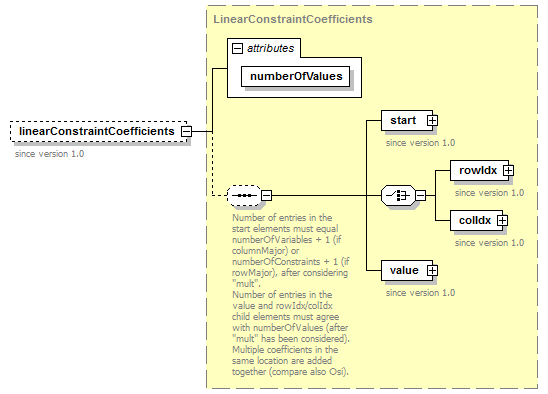 LinearConstraintCoefficients
attributes
numberOfValues
linearConstraintCoefficients
since version 1.0
start
since version 1.0
rowIdx
since version 1.0
colIdx
since version 1.0
value
since version 1.0
Number of entries in the
start elements must equal
numberOfVariables + 1 (if
columnMajor) or
numberOfConstraints + 1 (if
rowMajor), after considering
"mult".
Number of entries in the
value and rowIdx/colIdx
child elements must agree
with numberOfValues (after
"mult" has been considered).
Multiple coefficients in the
same location are added
together (compare also Osi).